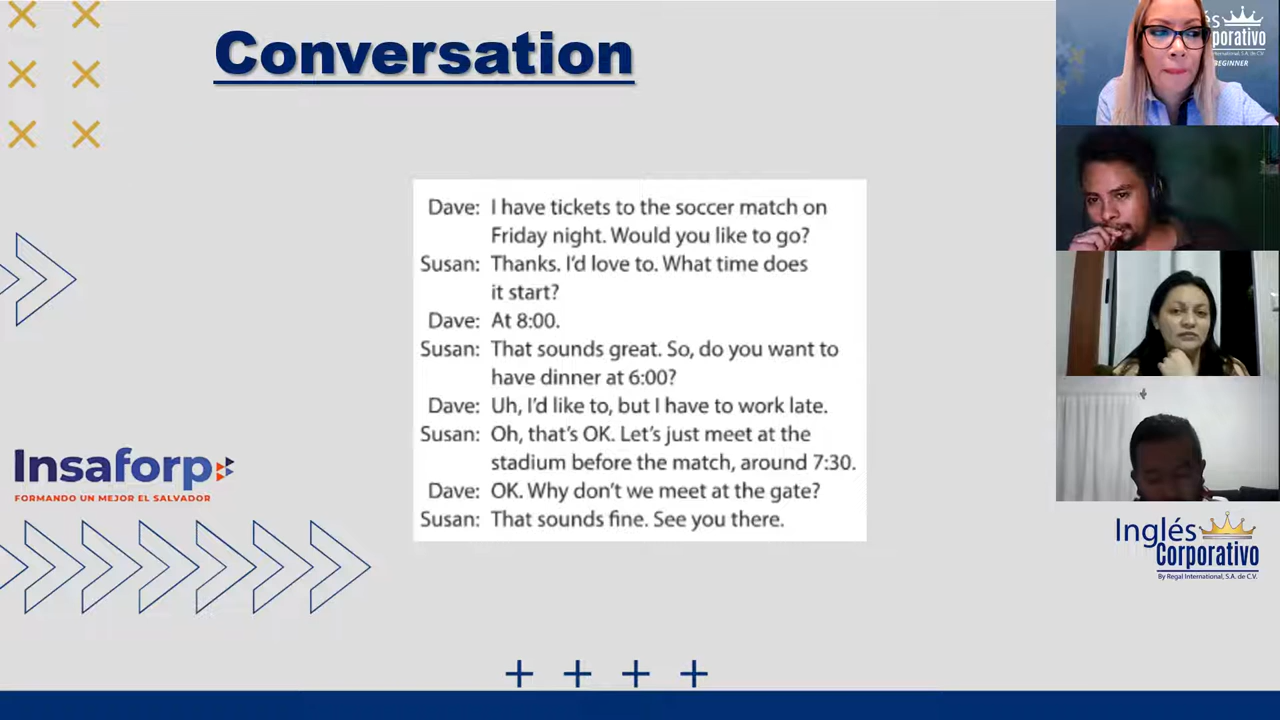 Conversation
és
porativo
International, S.A. de C.V.
BEGINNER
Dave: I have tickets to the soccer match on
Friday night. Would you like to go?
Susan: Thanks. I'd love to. What time does
it start?
Dave: At 8:00.
Susan: That sounds great. So, do you want to
have dinner at 6:00?
Dave: Uh, I'd like to, but I have to work late.
Susan: Oh, that's OK. Let's just meet at the
stadium before the match, around 7:30.
Dave: OK. Why don't we meet at the gate?
Susan: That sounds fine. See you there.
Insaforp
FORMANDO UN MEJOR EL SALVADOR
Inglés
Corporativo
By Regal International, S.A. de C.V.